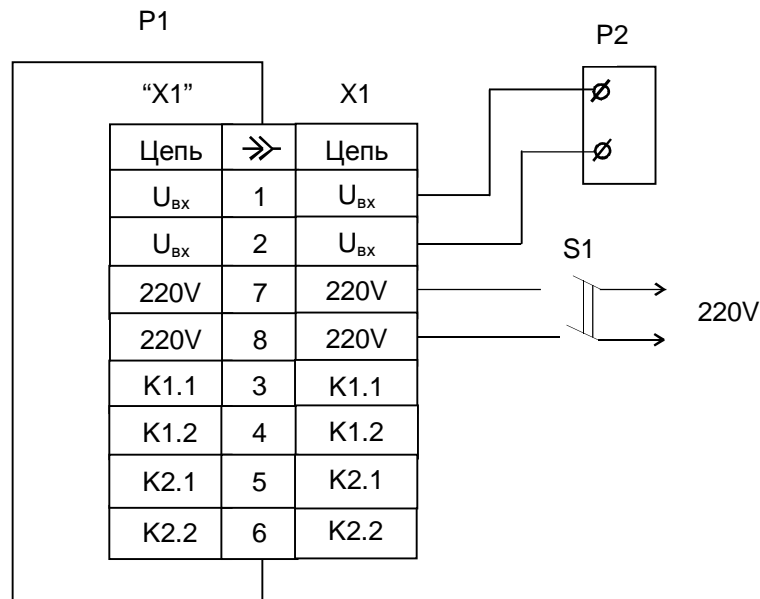 P1
P2
“X1” X1
Цепь Цепь
Uвх 1 Uвх
Uвх 2 Uвх
S1
220V 7 220V
220V
220V 8 220V
K1.1 3 K1.1
K1.2 4 K1.2
K2.1 5 K2.1
K2.2 6 K2.2